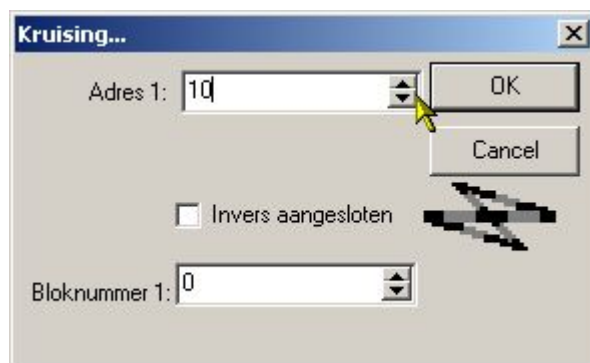 Kruising...
Adres 1: 10 OK
Cancel
Invers aangesloten
Bloknummer 1: 0